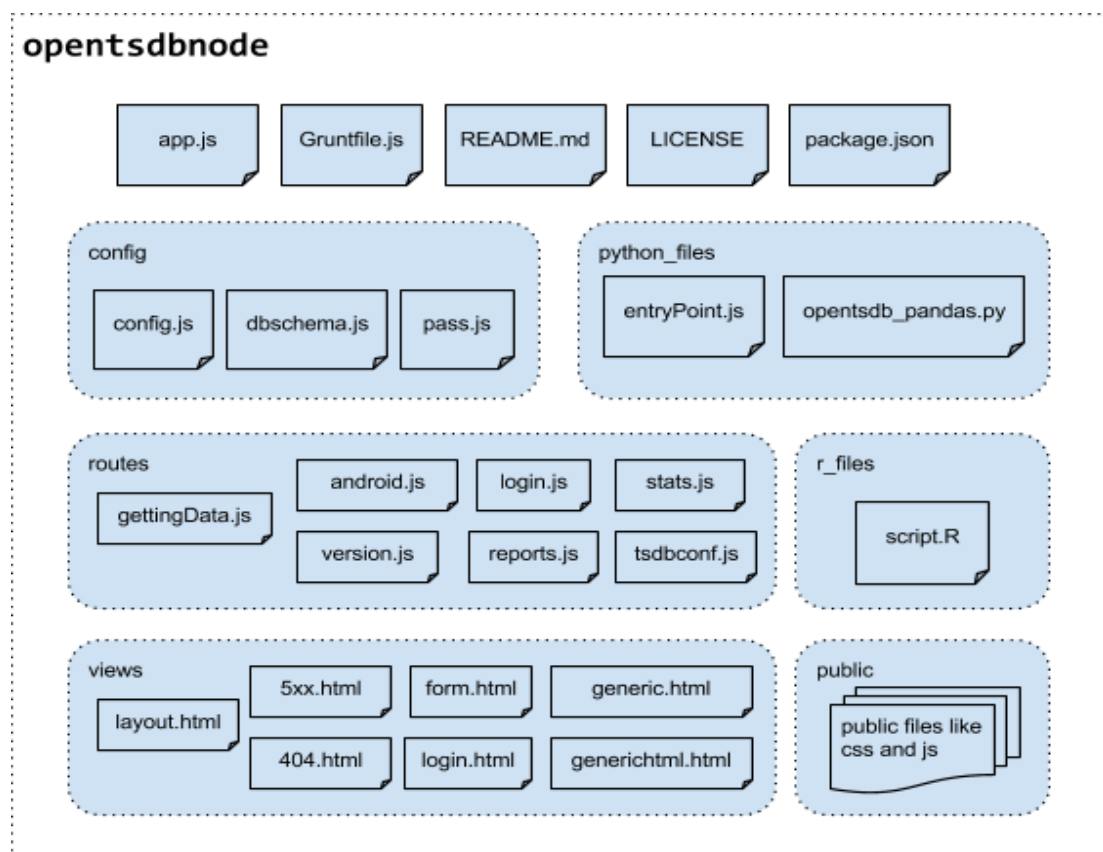 opentsdbnode
app.js
Gruntfile.js
README.md
LICENSE
package.json
config
config.js
dbschema.js
pass.js
python_files
entryPoint.js
opentsdb_pandas.py
routes
gettingData.js
android.js
login.js
stats.js
version.js
reports.js
tsdbconf.js
r_files
script.R
views
layout.html
5xx.html
form.html
generic.html
404.html
login.html
generichtml.html
public
public files like
css and js